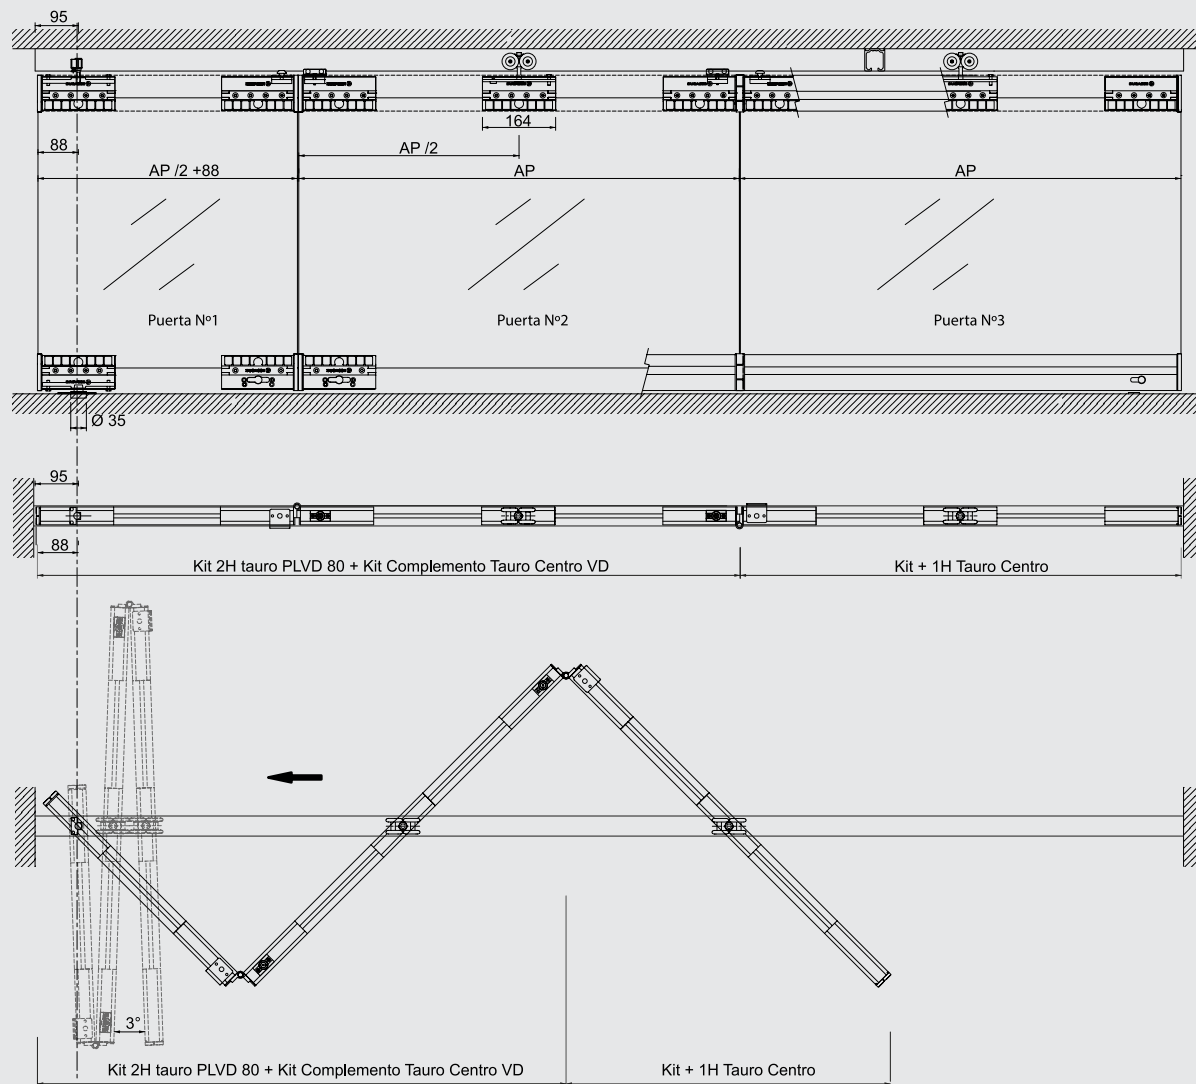 95
164
88
AP /2
AP /2 +88
AP
AP
Puerta Nº1
Puerta Nº2
Puerta Nº3
Ø 35
95
88
Kit 2H tauro PLVD 80 + Kit Complemento Tauro Centro VD
Kit + 1H Tauro Centro
3°
Kit 2H tauro PLVD 80 + Kit Complemento Tauro Centro VD
Kit + 1H Tauro Centro